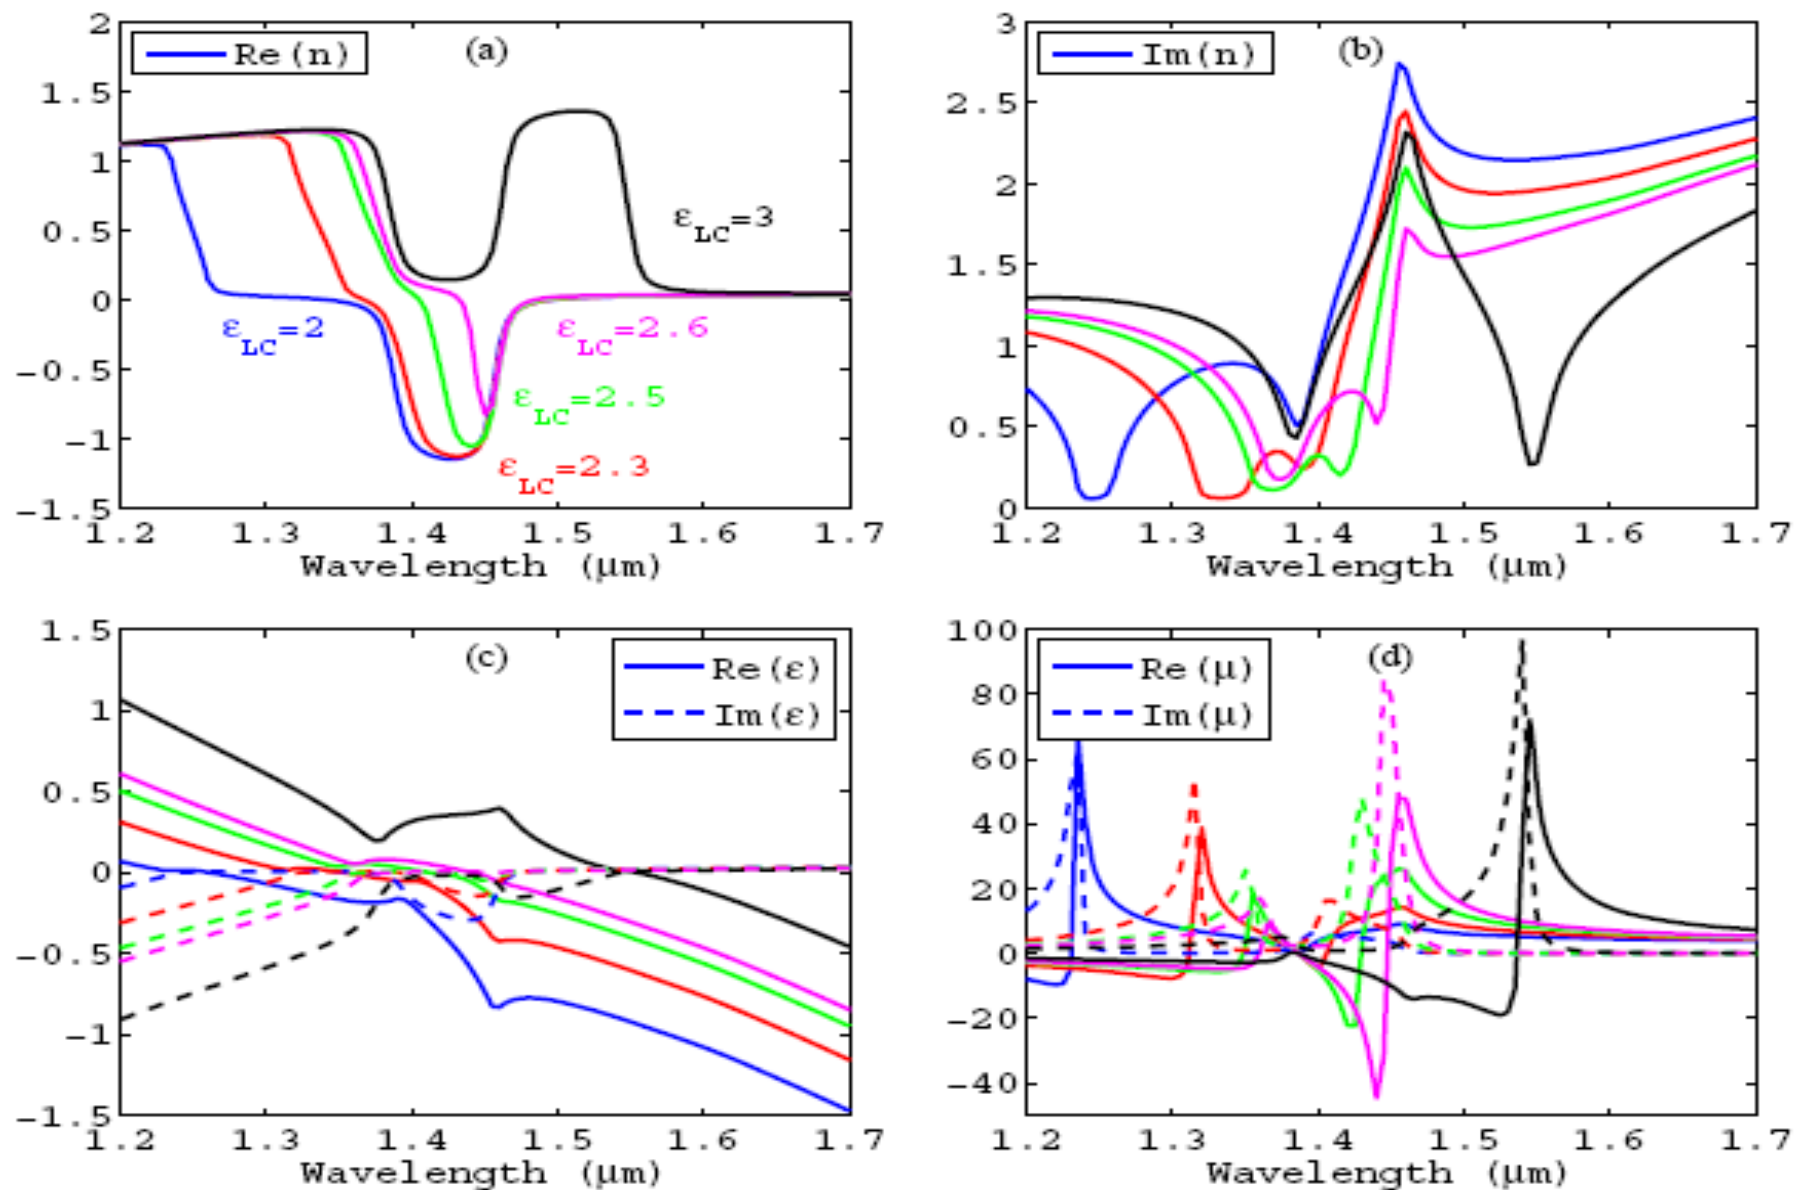 Re(n)
(a)
2
1.5
1
0.5
0
-0.5
-1
-1.5
ε_LC=3
ε_LC=2
ε_LC=2.6
ε_LC=2.5
ε_LC=2.3
1.2 1.3 1.4 1.5 1.6 1.7
Wavelength (μm)
Im(n)
(b)
3
2.5
2
1.5
1
0.5
0
1.2 1.3 1.4 1.5 1.6 1.7
Wavelength (μm)
(c)
Re(ε)
Im(ε)
1.5
1
0.5
0
-0.5
-1
-1.5
1.2 1.3 1.4 1.5 1.6 1.7
Wavelength (μm)
Re(μ)
Im(μ)
(d)
100
80
60
40
20
0
-20
-40
1.2 1.3 1.4 1.5 1.6 1.7
Wavelength (μm)